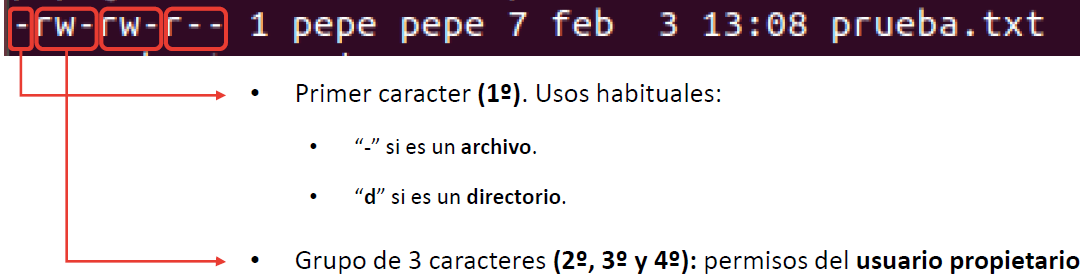 -rw-rw-r-- 1 pepe pepe 7 feb  3 13:08 prueba.txt
• Primer caracter (1º). Usos habituales:
• “-” si es un archivo.
• “d” si es un directorio.
• Grupo de 3 caracteres (2º, 3º y 4º): permisos del usuario propietario